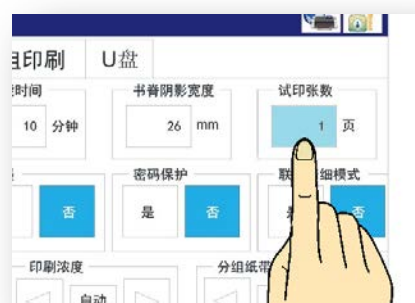 印刷 U盘
时间 书脊阴影宽度 试印张数
10 分钟 26 mm 1 页
密码保护 细模式
否 是 否 否
印刷浓度 分组纸带
自动